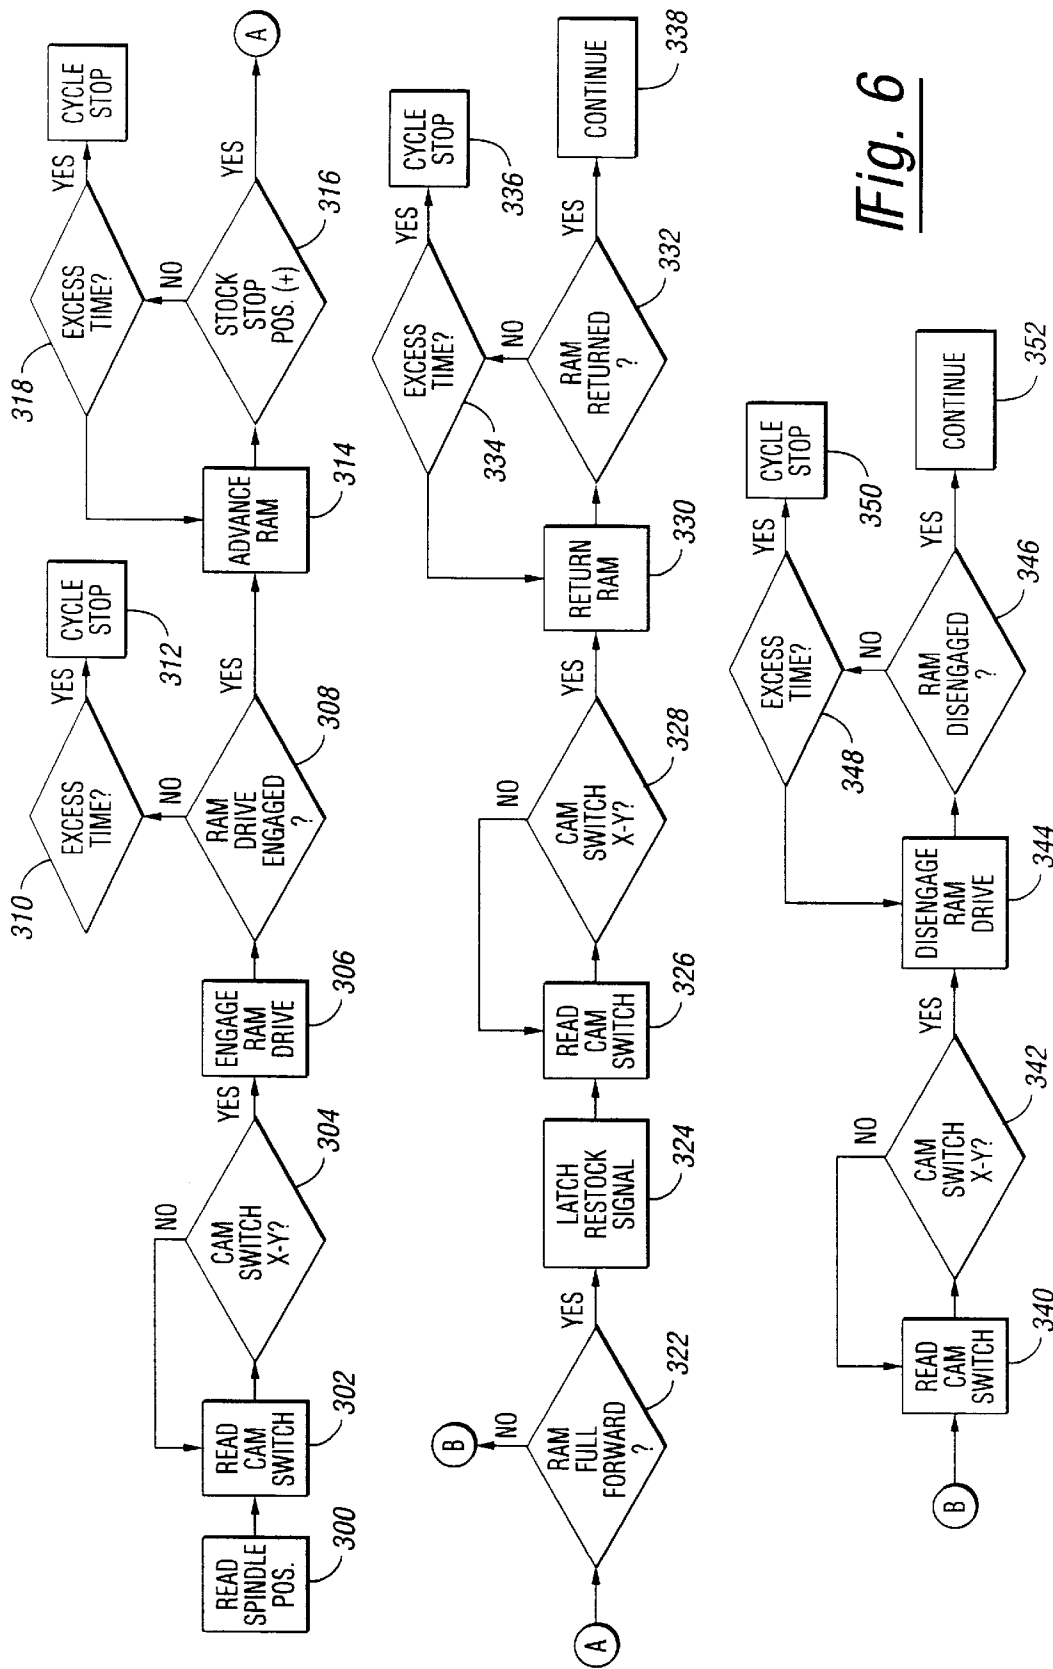 READ
SPINDLE
POS.
300
READ
CAM
SWITCH
302
CAM
SWITCH
X-Y?
304
NO
YES
ENGAGE
RAM
DRIVE
306
RAM
DRIVE
ENGAGED
?
308
NO
YES
EXCESS
TIME?
310
YES
CYCLE
STOP
312
ADVANCE
RAM
314
STOCK
STOP
POS. (+)
316
NO
YES
EXCESS
TIME?
318
YES
CYCLE
STOP
A
A
RAM
FULL
FORWARD
?
322
NO
B
YES
LATCH
RESTOCK
SIGNAL
324
READ
CAM
SWITCH
326
CAM
SWITCH
X-Y?
328
NO
YES
RETURN
RAM
330
RAM
RETURNED
?
332
NO
YES
EXCESS
TIME?
334
YES
CYCLE
STOP
336
CONTINUE
338
B
READ
CAM
SWITCH
340
CAM
SWITCH
X-Y?
342
NO
YES
DISENGAGE
RAM
DRIVE
344
RAM
DISENGAGED
?
346
NO
YES
EXCESS
TIME?
348
YES
CYCLE
STOP
350
CONTINUE
352
Fig. 6